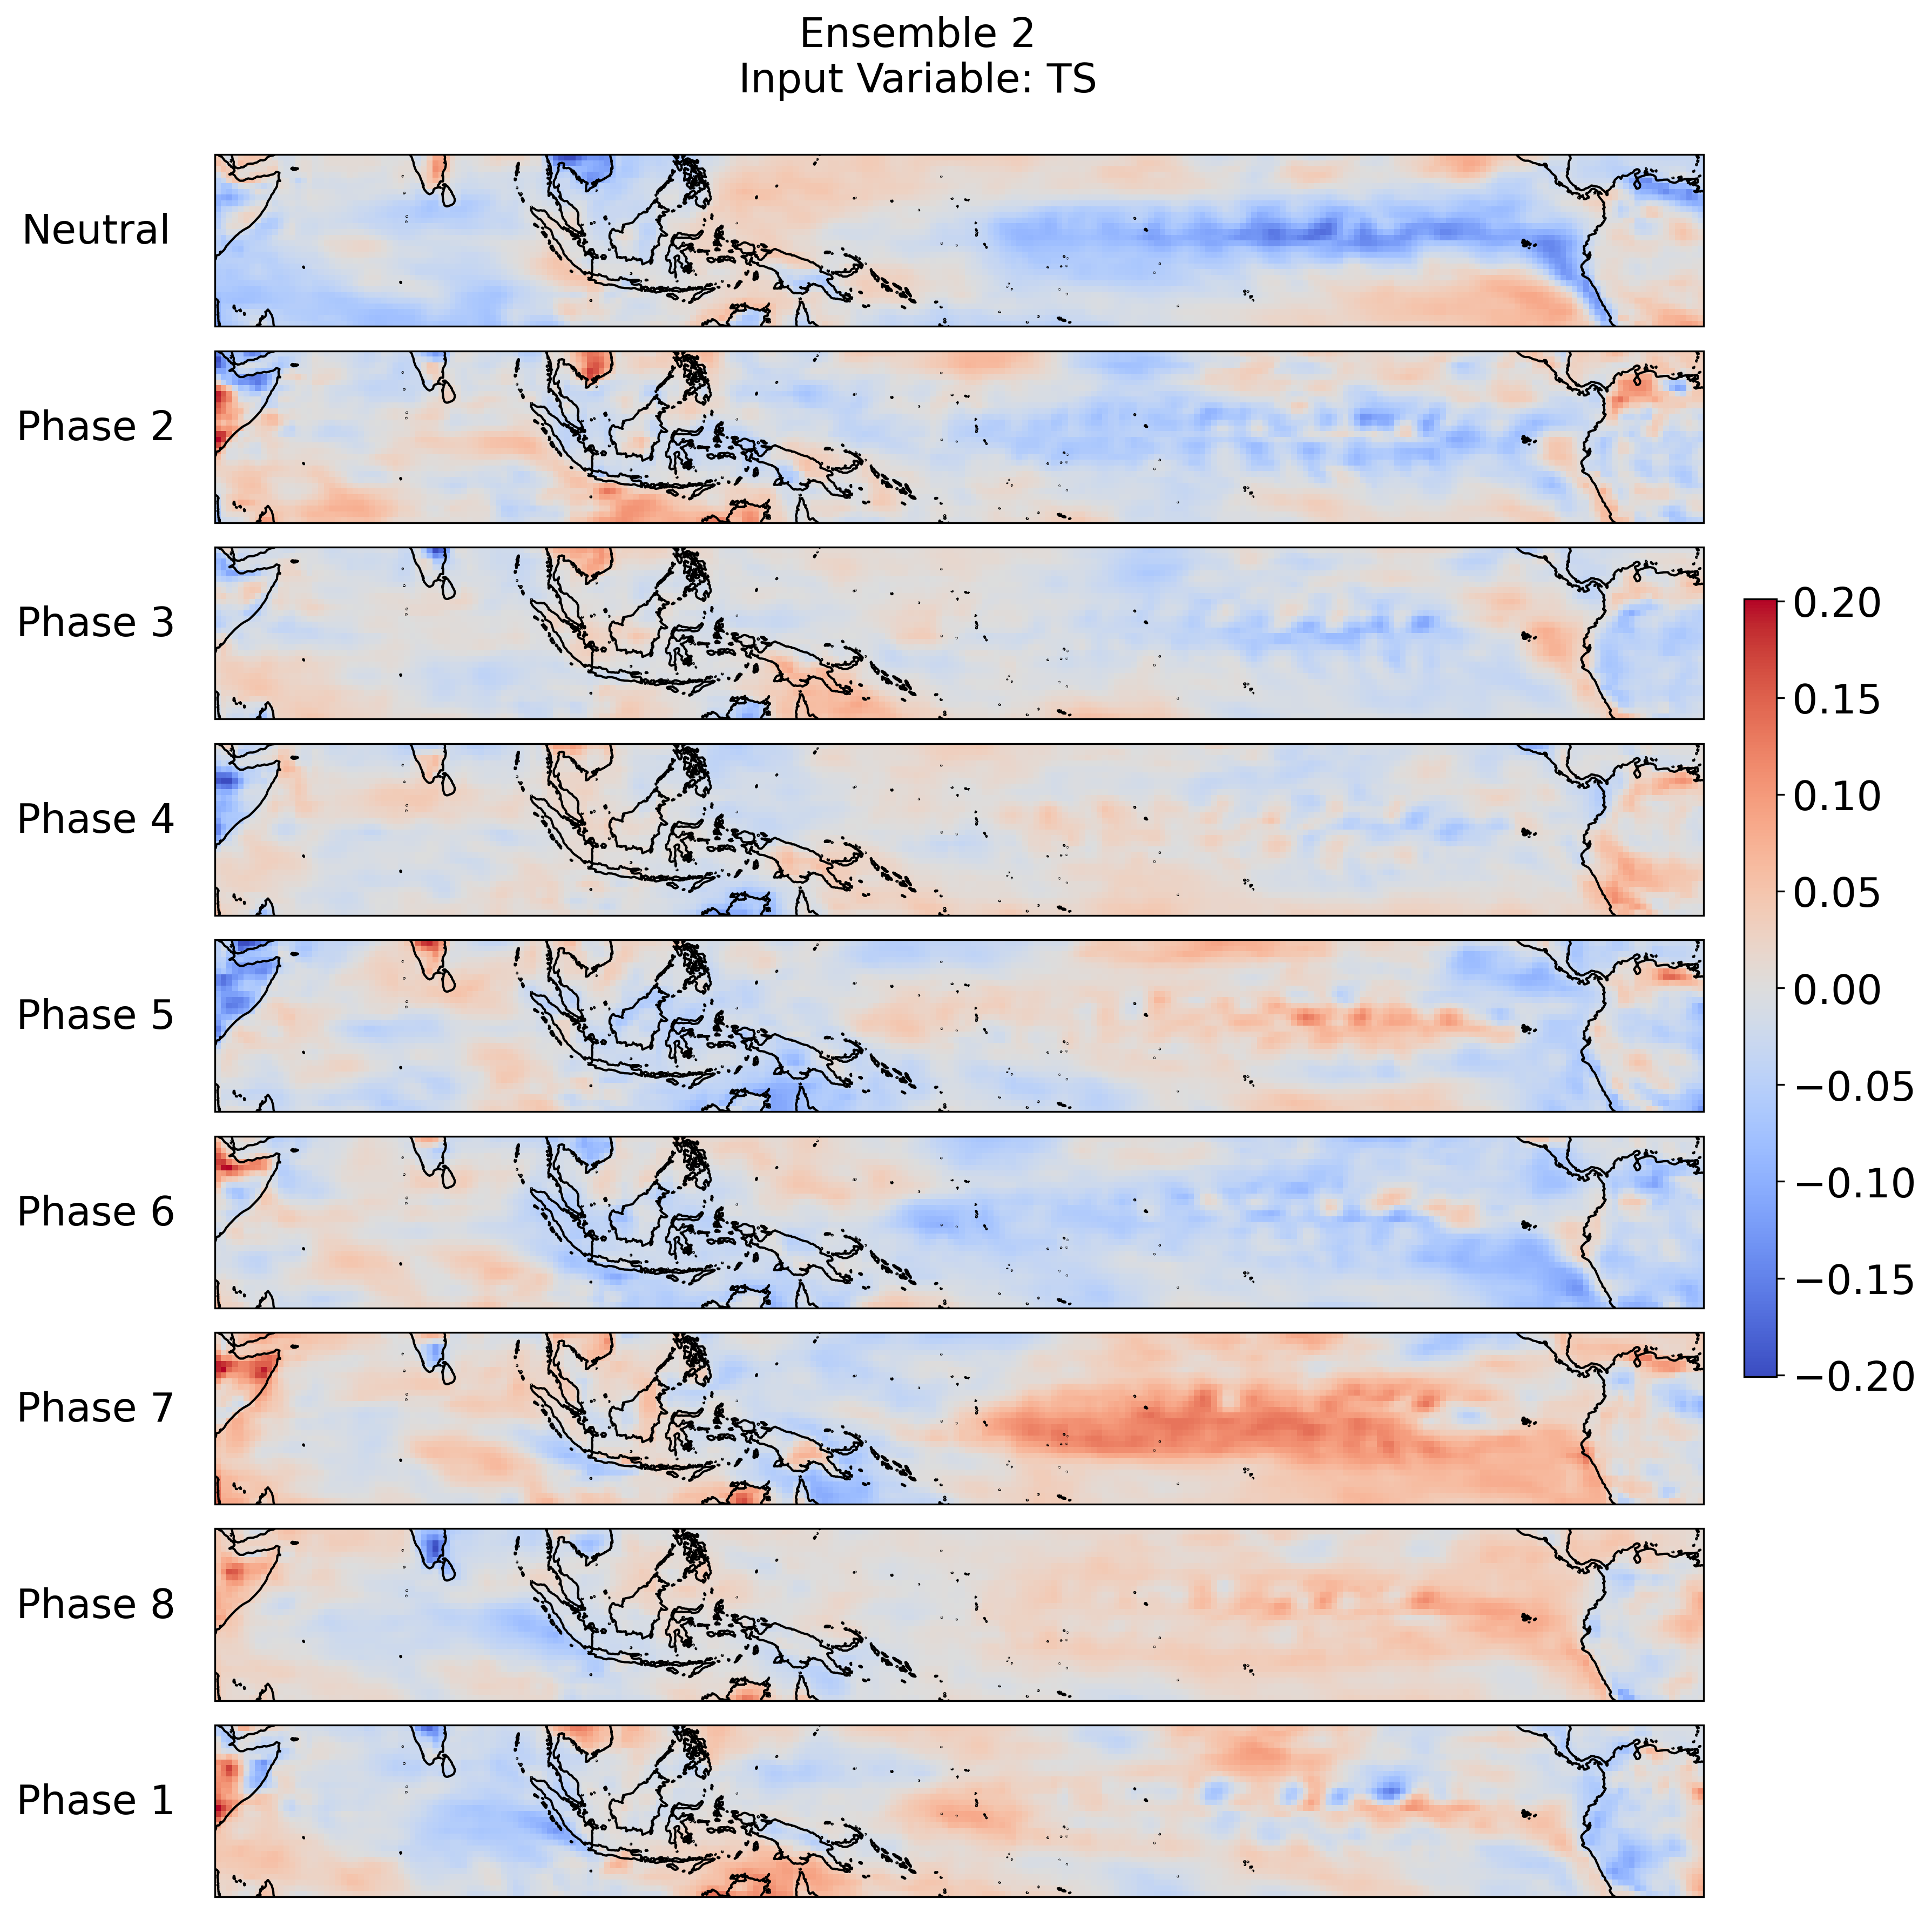 Ensemble 2
Input Variable: TS
Neutral
Phase 2
Phase 3
Phase 4
Phase 5
Phase 6
Phase 7
Phase 8
Phase 1
0.20
0.15
0.10
0.05
0.00
−0.05
−0.10
−0.15
−0.20